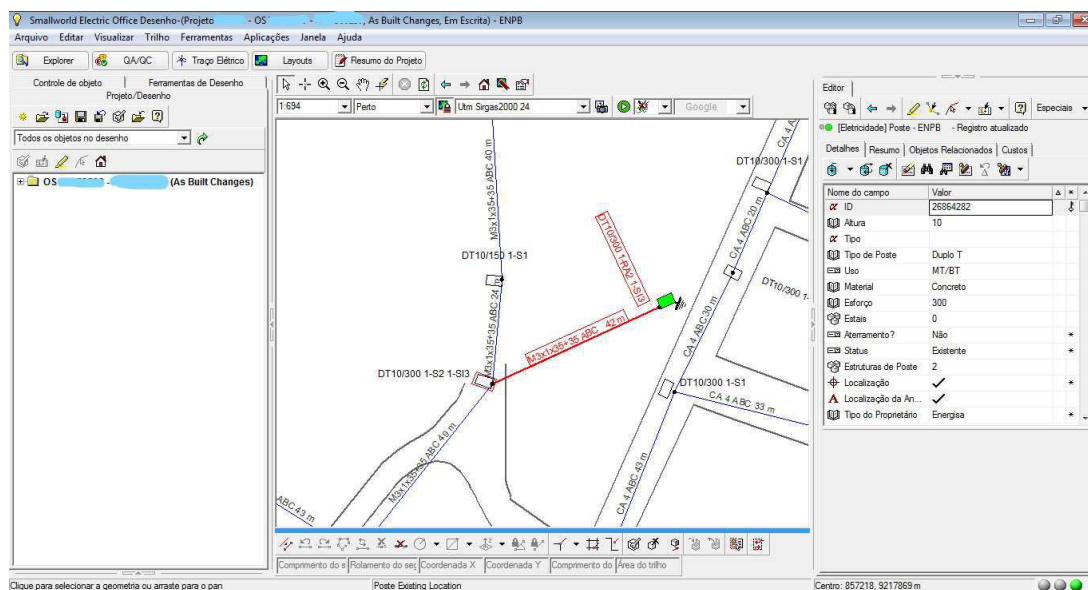 Smallworld Electric Office Desenho-(Projeto - OS - , As Built Changes, Em Escrita) - ENPB
Arquivo Editar Visualizar Trilho Ferramentas Aplicações Janela Ajuda
Explorer QA/QC Traço Elétrico Layouts Resumo do Projeto
Controle de objeto Ferramentas de Desenho
Projeto/Desenho
Todos os objetos no desenho
OS - (As Built Changes)
1:694 Perto Utm Sirgas2000 24 Google
M3x1x35+35 ABC 40 m
DT10/150 1-S1
M3x1x35+35 ABC 24 m
DT10/300 1-S2 1-SI3
M3x1x35+35 ABC 49 m
ABC 43 m
M3x1x35+35 ABC 42 m
DT10/300 1-RA2 1-SI3
CA 4 A
DT10/300 1-S1
CA 4 ABC 20 m
DT10/300 1-
CA 4 ABC 30 m
DT10/300 1-S1
CA 4 ABC 33 m
CA 4 ABC 43 m
Comprimento do s Rolamento do seg Coordenada X Coordenada Y Comprimento do Área do trilho
Editor
Especiais
[Eletricidade] Poste - ENPB - Registro atualizado
Detalhes Resumo Objetos Relacionados Custos
Nome do campo Valor
ID 26864282
Altura 10
Tipo
Tipo de Poste Duplo T
Uso MT/BT
Material Concreto
Esforço 300
Estais 0
Aterramento? Não
Status Existente
Estruturas de Poste 2
Localização
Localização da An...
Tipo do Proprietário Energisa
Clique para selecionar a geometria ou arraste para o pan Poste Existing Location Centro: 857218, 9217869 m